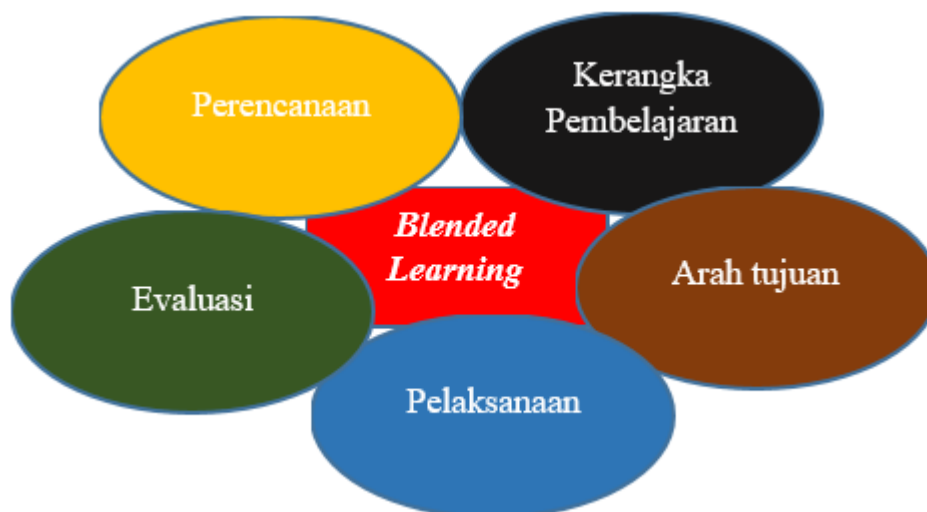 Perencanaan
Kerangka
Pembelajaran
Blended
Learning
Arah tujuan
Evaluasi
Pelaksanaan